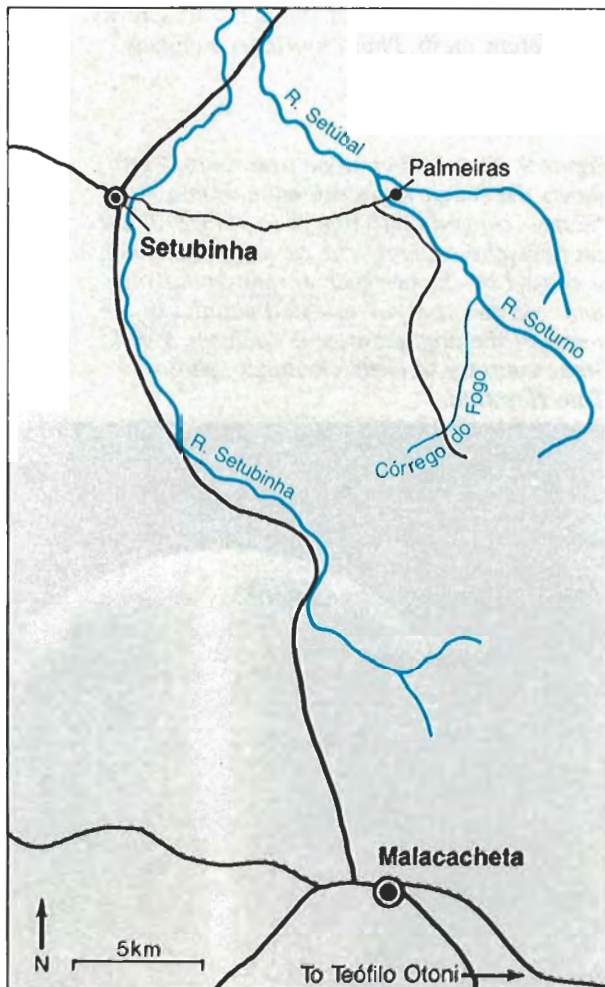 R. Setúbal
Palmeiras
Setubinha
R. Soturno
Córrego do Fogo
R. Setubinha
Malacacheta
5km
N
To Teófilo Otoni